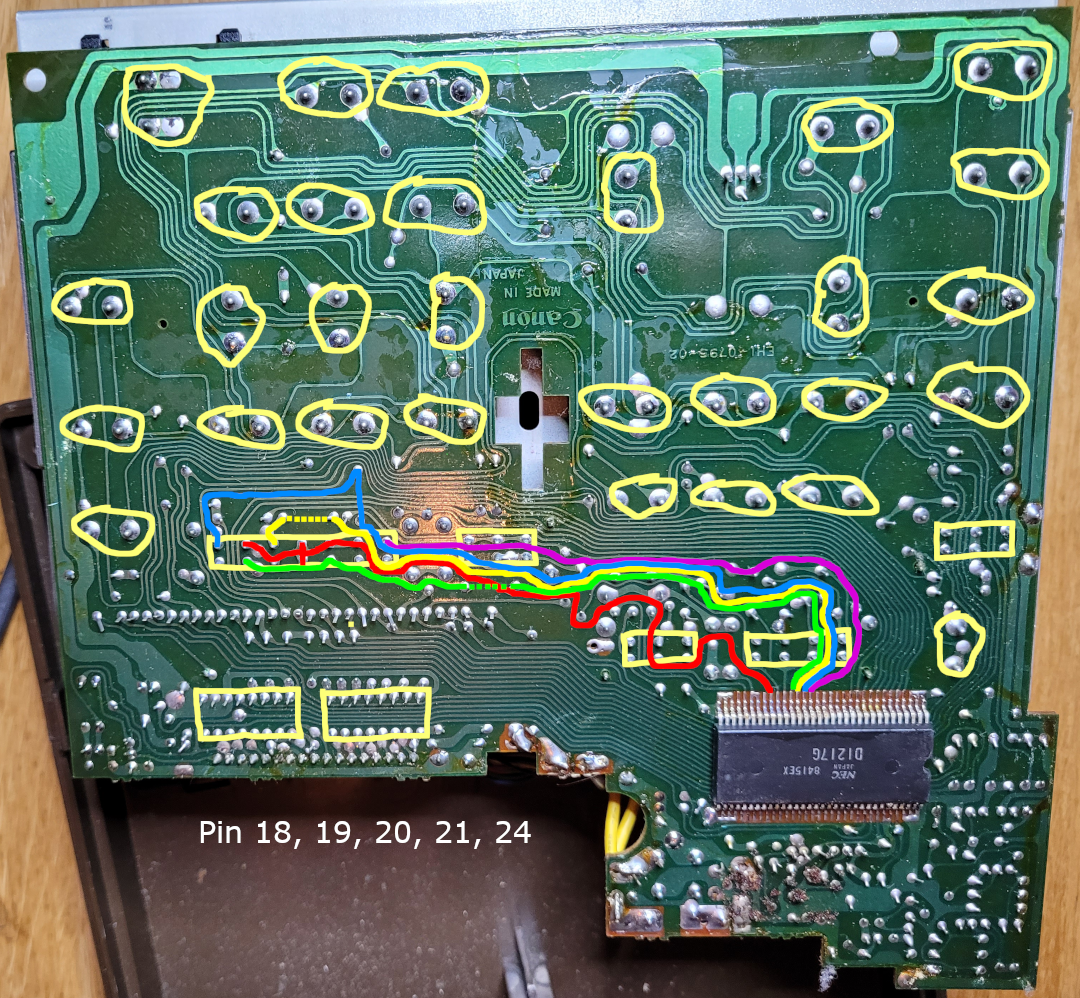 MADE IN
JAPAN
Canon
EH1-0795-02
NEC
JAPAN
8415EX
D1217G
Pin 18, 19, 20, 21, 24